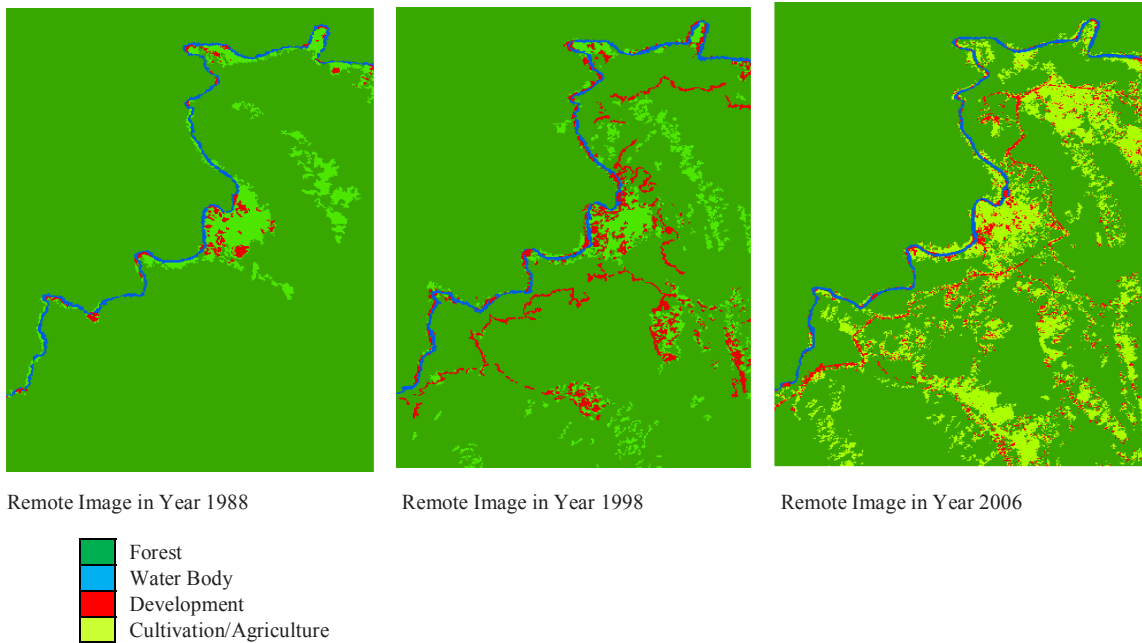 Remote Image in Year 1988
Remote Image in Year 1998
Remote Image in Year 2006
Forest
Water Body
Development
Cultivation/Agriculture